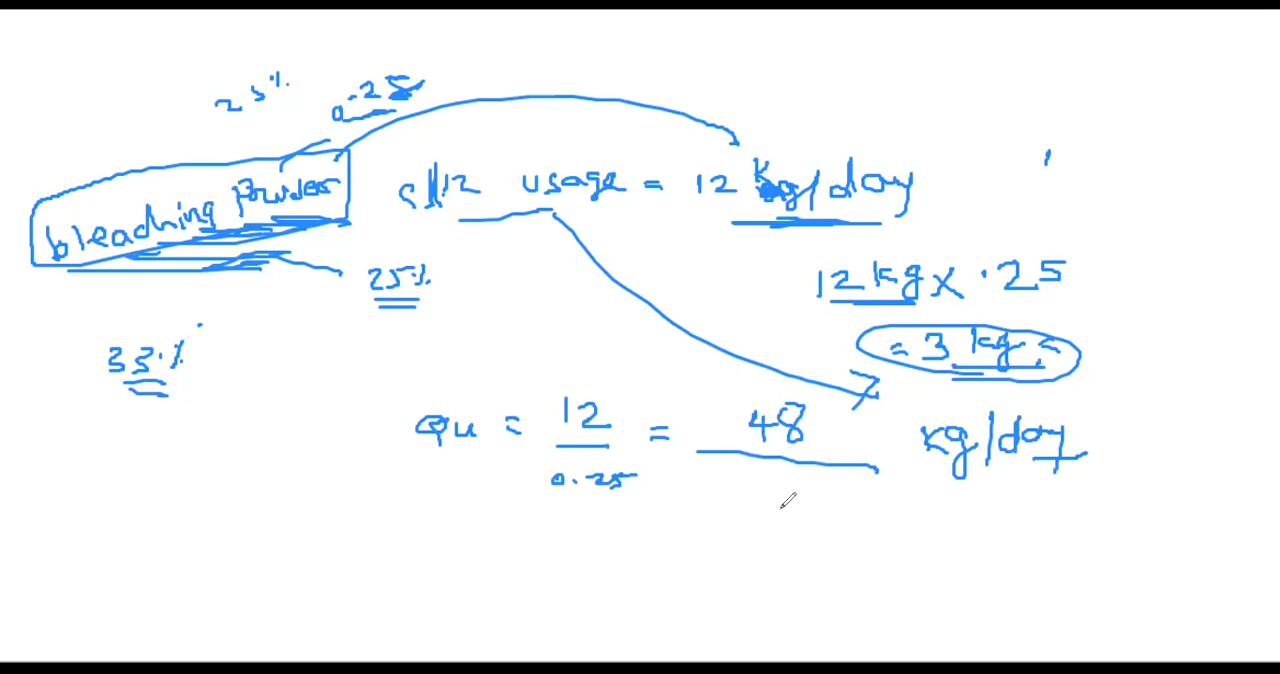 25%
0.25
bleaching powder
cl12 usage = 12 kg/day
25%
12 kg x .25
= 3 kg
33%
Qu = 12 / 0.25 = 48 kg/day